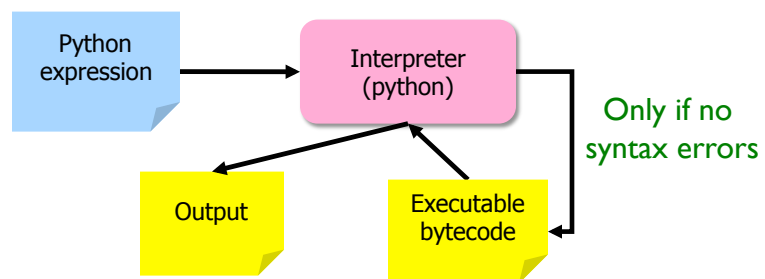 Python
expression
Interpreter
(python)
Only if no
syntax errors
Output
Executable
bytecode